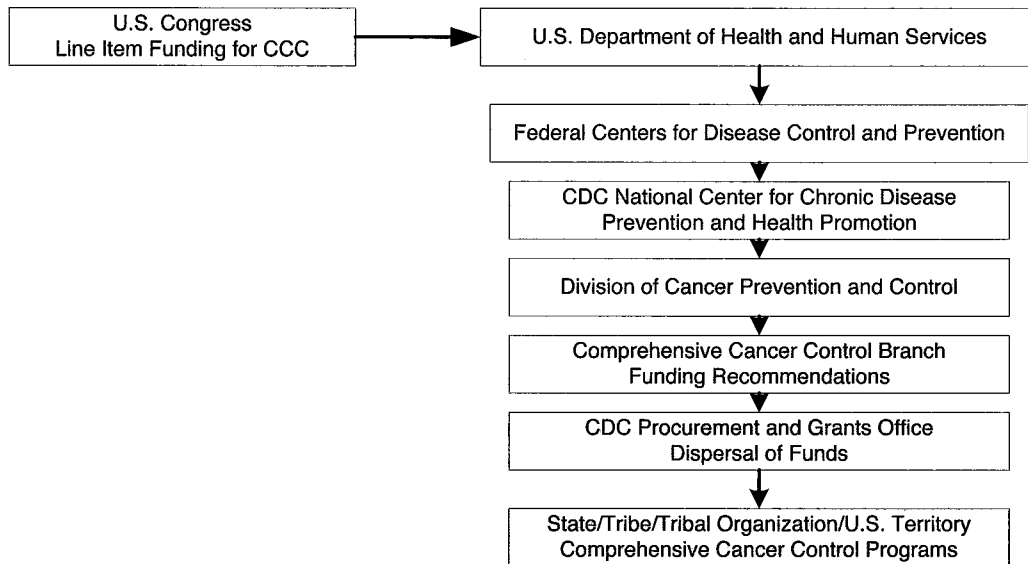 U.S. Congress
Line Item Funding for CCC
U.S. Department of Health and Human Services
Federal Centers for Disease Control and Prevention
CDC National Center for Chronic Disease
Prevention and Health Promotion
Division of Cancer Prevention and Control
Comprehensive Cancer Control Branch
Funding Recommendations
CDC Procurement and Grants Office
Dispersal of Funds
State/Tribe/Tribal Organization/U.S. Territory
Comprehensive Cancer Control Programs